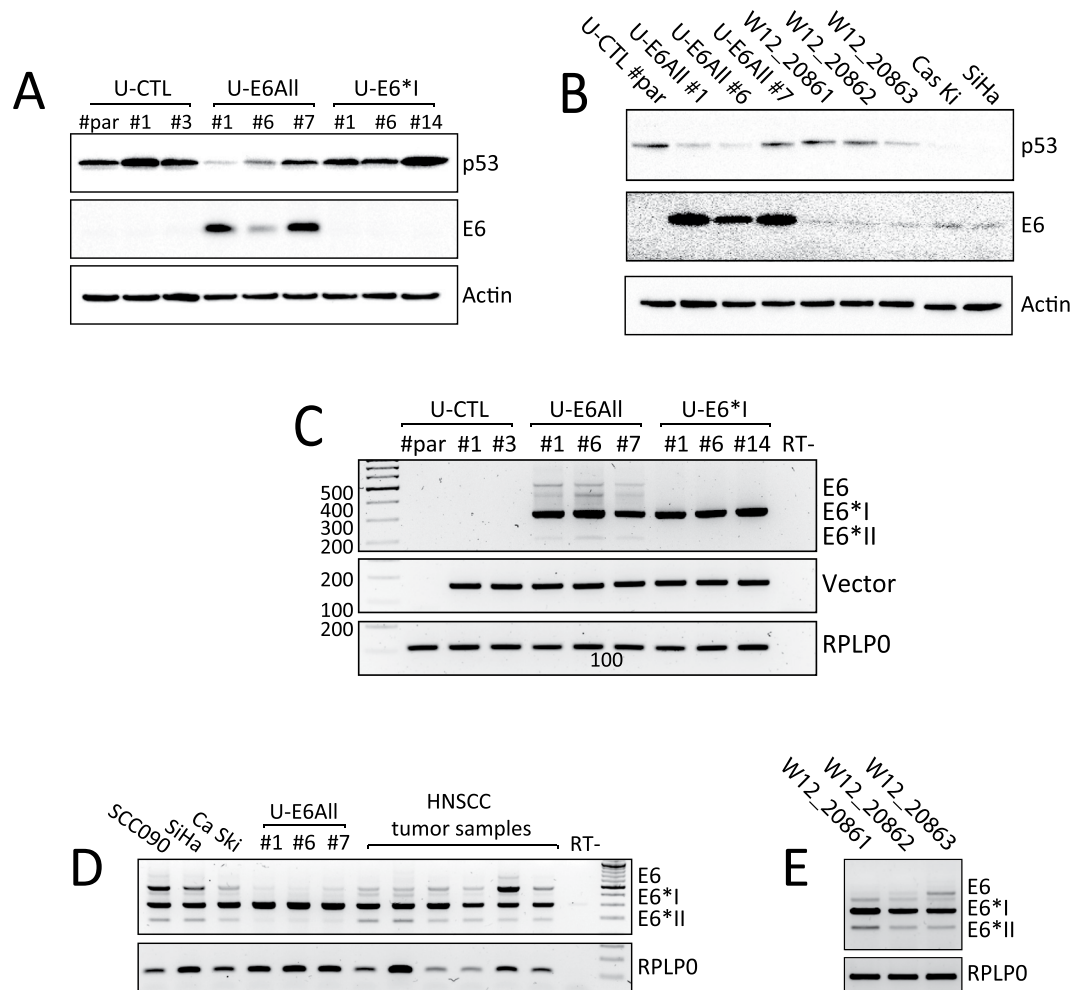 A
U-CTL U-E6All U-E6*I
#par #1 #3 #1 #6 #7 #1 #6 #14
p53
E6
Actin
B
U-CTL #par
U-E6All #1
U-E6All #6
U-E6All #7
W12_20861
W12_20862
W12_20863
Cas Ki
SiHa
p53
E6
Actin
C
U-CTL U-E6All U-E6*I
#par #1 #3 #1 #6 #7 #1 #6 #14 RT-
500
400
300
200
E6
E6*I
E6*II
200
100
Vector
200
RPLP0
100
D
SCC090
SiHa
Ca Ski
U-E6All
#1 #6 #7
HNSCC
tumor samples
RT-
E6
E6*I
E6*II
RPLP0
E
W12_20861
W12_20862
W12_20863
E6
E6*I
E6*II
RPLP0